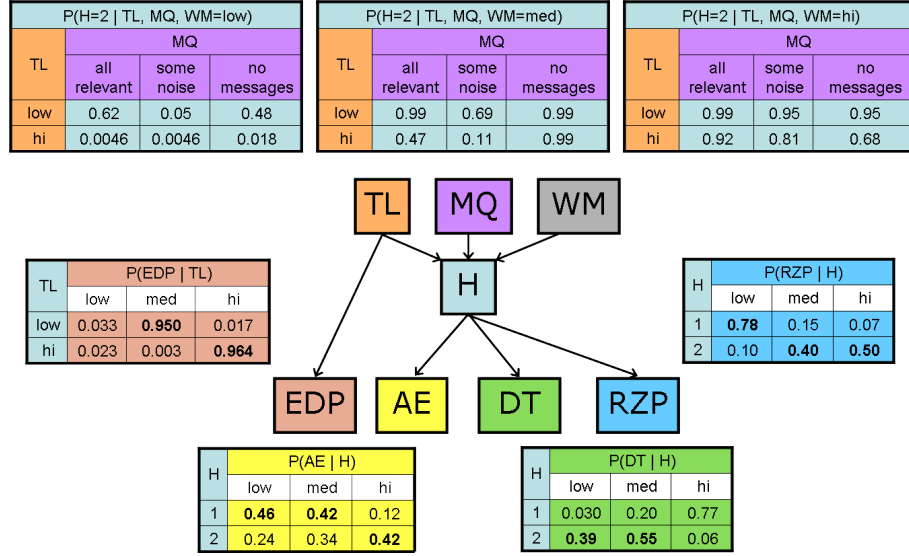 P(H=2 | TL, MQ, WM=low)
TL
MQ
all relevant
some noise
no messages
low 0.62 0.05 0.48
hi 0.0046 0.0046 0.018
P(H=2 | TL, MQ, WM=med)
TL
MQ
all relevant
some noise
no messages
low 0.99 0.69 0.99
hi 0.47 0.11 0.99
P(H=2 | TL, MQ, WM=hi)
TL
MQ
all relevant
some noise
no messages
low 0.99 0.95 0.95
hi 0.92 0.81 0.68
TL MQ WM
H
TL
P(EDP | TL)
low med hi
low 0.033 0.950 0.017
hi 0.023 0.003 0.964
H
P(RZP | H)
low med hi
1 0.78 0.15 0.07
2 0.10 0.40 0.50
EDP AE DT RZP
H
P(AE | H)
low med hi
1 0.46 0.42 0.12
2 0.24 0.34 0.42
H
P(DT | H)
low med hi
1 0.030 0.20 0.77
2 0.39 0.55 0.06